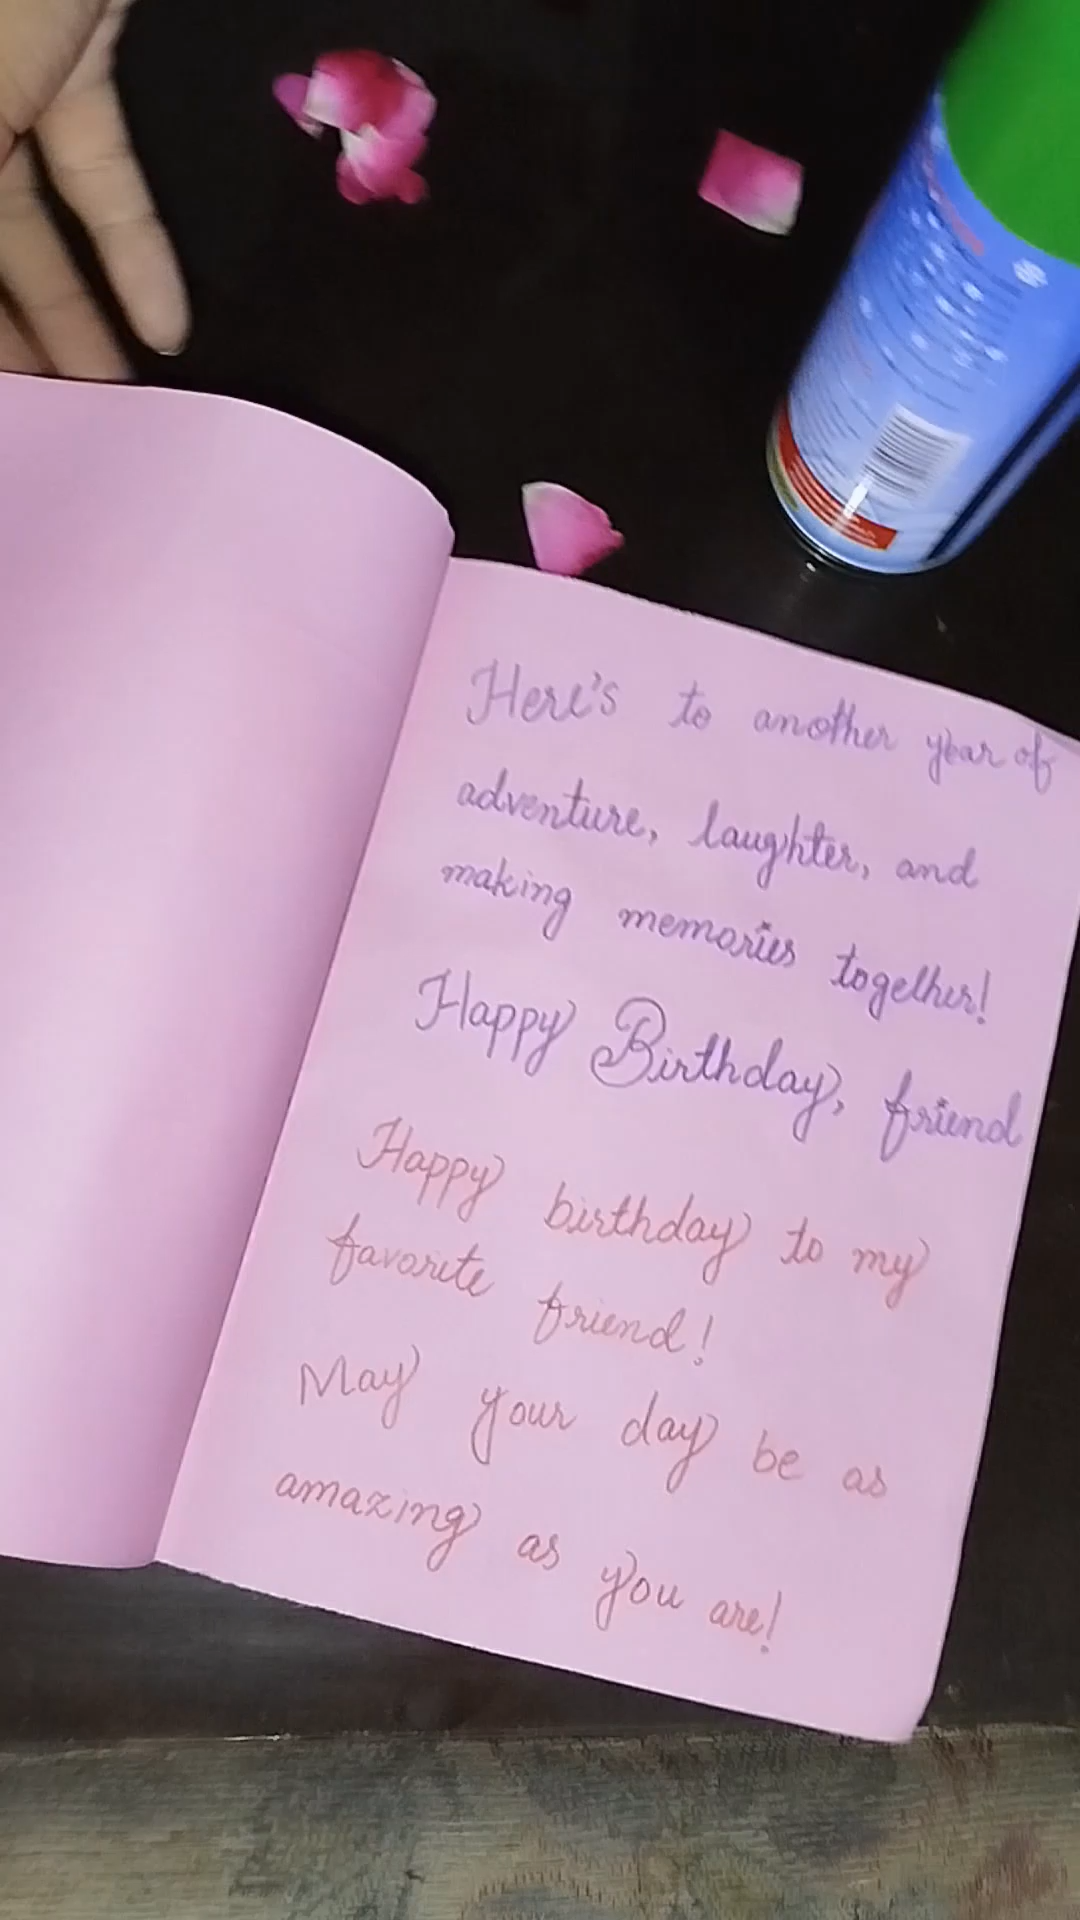 Here's to another year of
adventure, laughter, and
making memories together!
Happy Birthday, friend
Happy birthday to my
favorite friend!
May your day be as
amazing as you are!